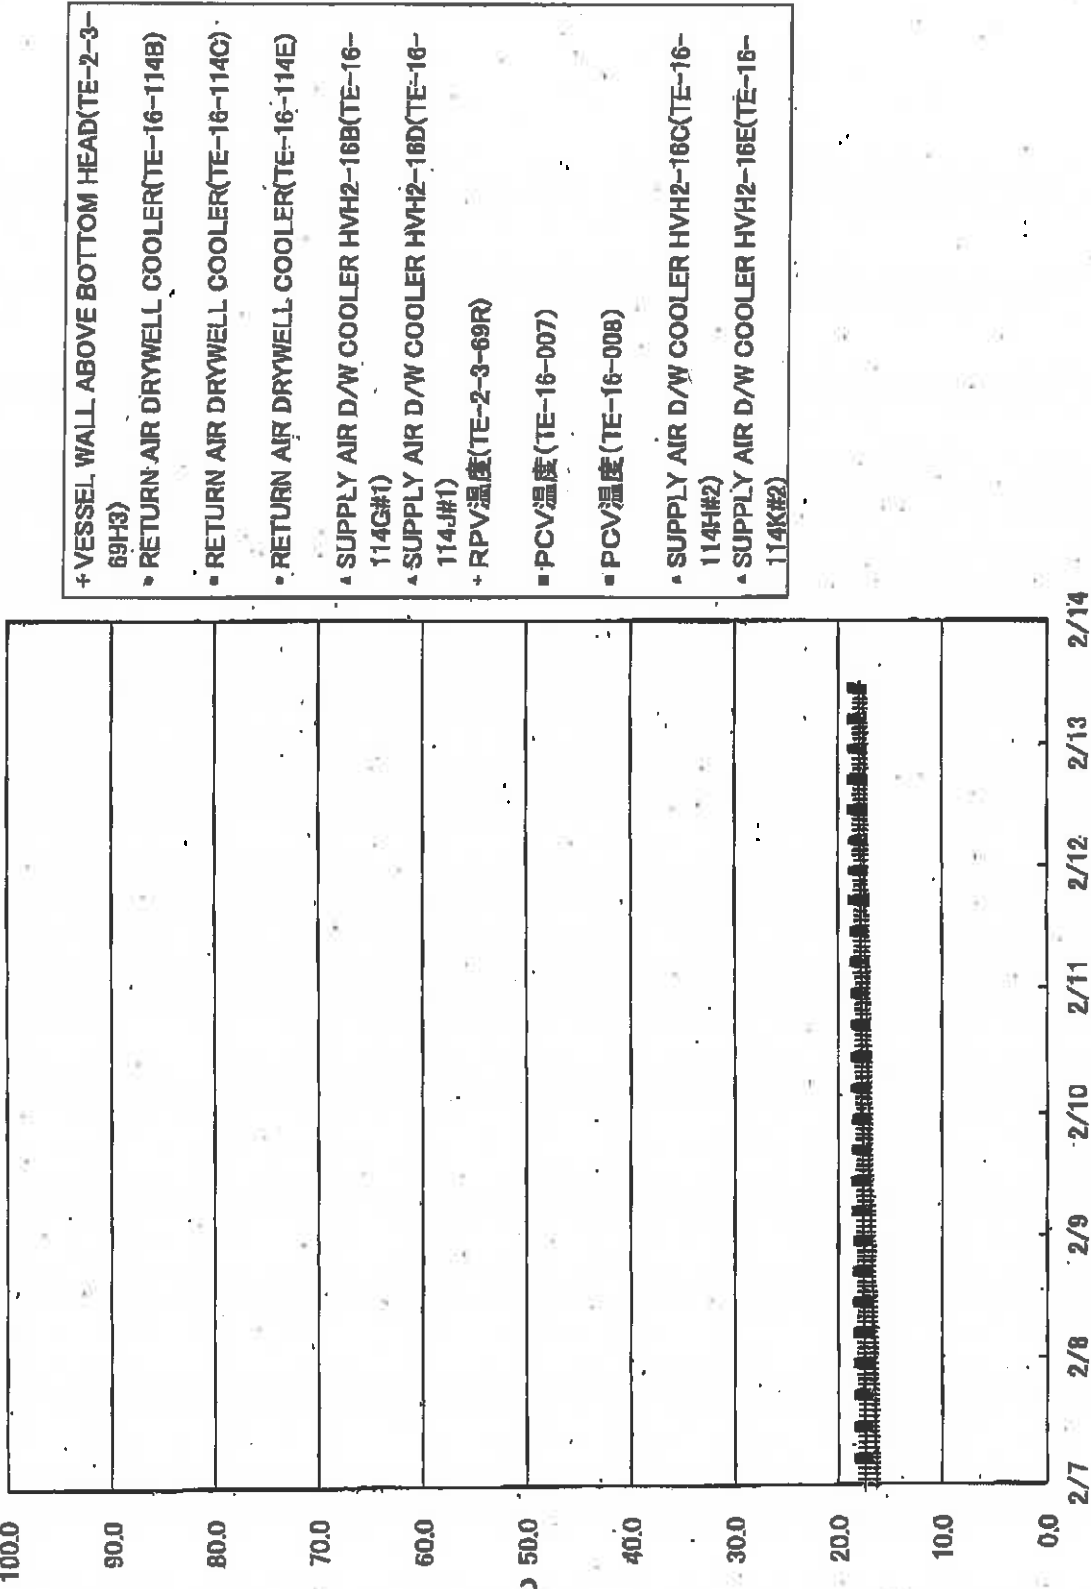 +VESSEL WALL ABOVE BOTTOM HEAD(TE-2-3-
69H3)
• RETURN AIR DRYWELL COOLER(TE-16-114B)
• RETURN AIR DRYWELL COOLER(TE-16-114C)
• RETURN AIR DRYWELL COOLER(TE-16-114E)
▲ SUPPLY AIR D/W COOLER HVH2-16B(TE-16-
114G#1)
▲ SUPPLY AIR D/W COOLER HVH2-16D(TE-16-
114J#1)
+ RPV温度(TE-2-3-69R)
■ PCV温度(TE-16-007)
■ PCV温度(TE-16-008)
▲ SUPPLY AIR D/W COOLER HVH2-16C(TE-16-
114H#2)
▲ SUPPLY AIR D/W COOLER HVH2-16E(TE-16-
114K#2)
100.0
90.0
80.0
70.0
60.0
50.0
40.0
30.0
20.0
10.0
0.0
2/7 2/8 2/9 2/10 2/11 2/12 2/13 2/14